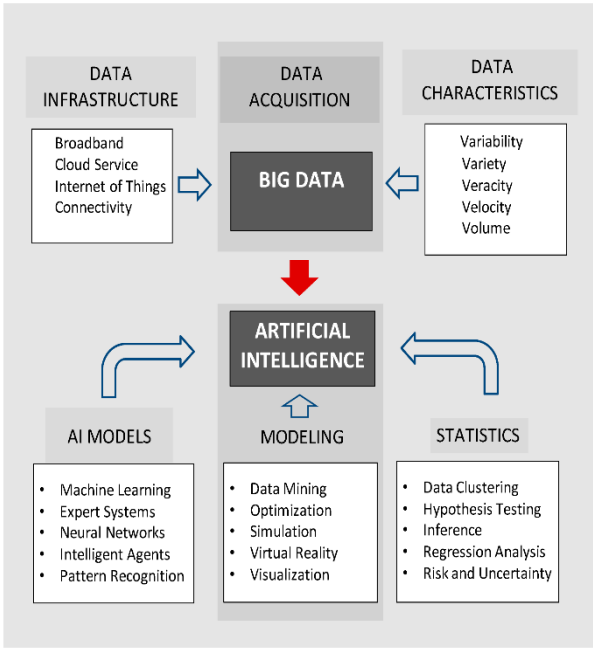 DATA
INFRASTRUCTURE
Broadband
Cloud Service
Internet of Things
Connectivity
DATA
ACQUISITION
BIG DATA
DATA
CHARACTERISTICS
Variability
Variety
Veracity
Velocity
Volume
ARTIFICIAL
INTELLIGENCE
AI MODELS
• Machine Learning
• Expert Systems
• Neural Networks
• Intelligent Agents
• Pattern Recognition
MODELING
• Data Mining
• Optimization
• Simulation
• Virtual Reality
• Visualization
STATISTICS
• Data Clustering
• Hypothesis Testing
• Inference
• Regression Analysis
• Risk and Uncertainty